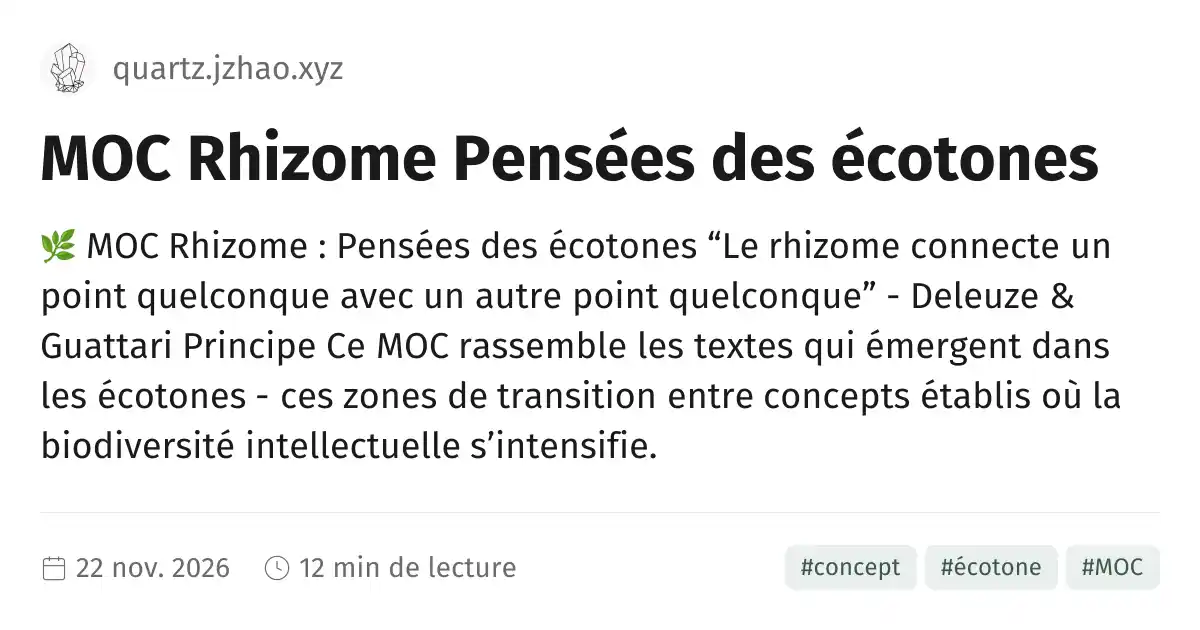 quartz.jzhao.xyz
MOC Rhizome Pensées des écotones
🌿 MOC Rhizome : Pensées des écotones “Le rhizome connecte un
point quelconque avec un autre point quelconque” - Deleuze &
Guattari Principe Ce MOC rassemble les textes qui émergent dans
les écotones - ces zones de transition entre concepts établis où la
biodiversité intellectuelle s’intensifie.
22 nov. 2026 12 min de lecture #concept #écotone #MOC